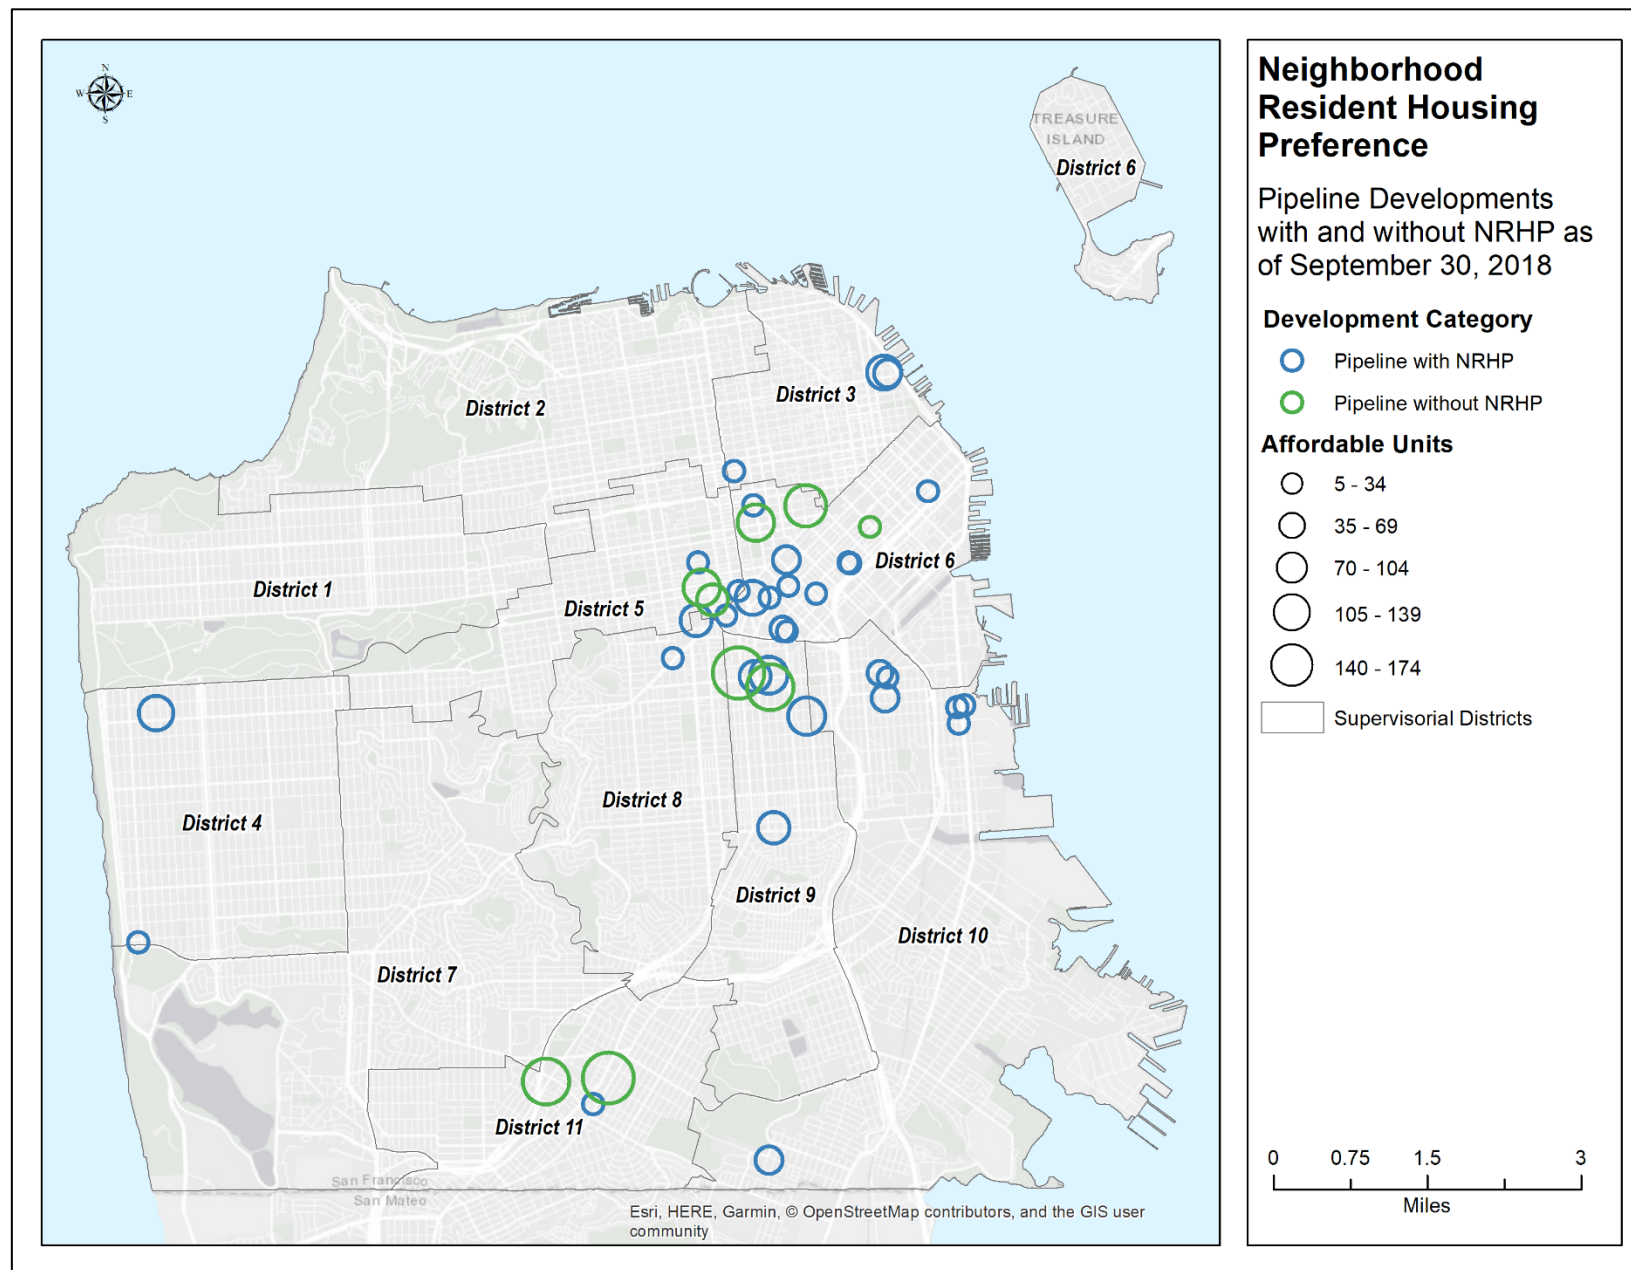 Neighborhood
Resident Housing
Preference
Pipeline Developments
with and without NRHP as
of September 30, 2018
Development Category
Pipeline with NRHP
Pipeline without NRHP
Affordable Units
5 - 34
35 - 69
70 - 104
105 - 139
140 - 174
Supervisorial Districts
0 0.75 1.5 3
Miles
N
W E
S
TREASURE
ISLAND
District 6
District 3
District 2
District 6
District 1
District 5
District 8
District 4
District 9
District 10
District 7
District 11
San Francisco
San Mateo
Esri, HERE, Garmin, © OpenStreetMap contributors, and the GIS user
community